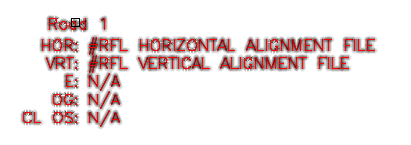 Road 1
HOR: #RFL HORIZONTAL ALIGNMENT FILE
VRT: #RFL VERTICAL ALIGNMENT FILE
E: N/A
OG: N/A
CL OS: N/A